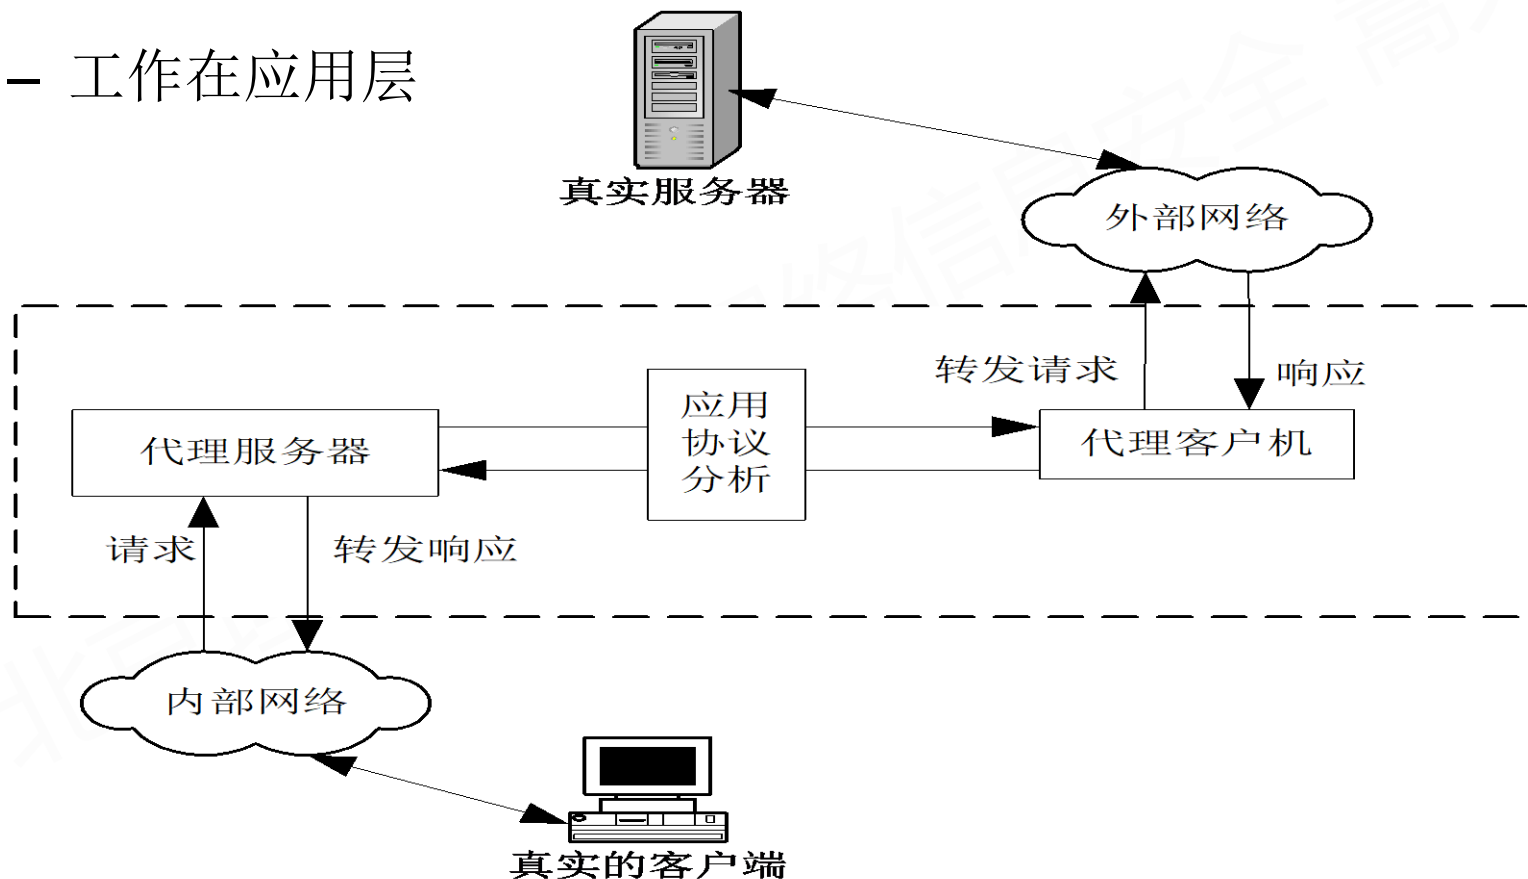 – 工作在应用层
真实服务器
外部网络
转发请求
响应
应用
协议
分析
代理服务器
代理客户机
请求
转发响应
内部网络
真实的客户端